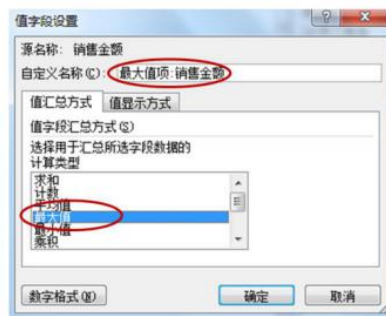 值字段设置
源名称: 销售金额
自定义名称(C): 最大值项:销售金额
值汇总方式 值显示方式
值字段汇总方式(S)
选择用于汇总所选字段数据的
计算类型
求和
计数
平均值
最大值
最小值
乘积
数字格式(N) 确定 取消